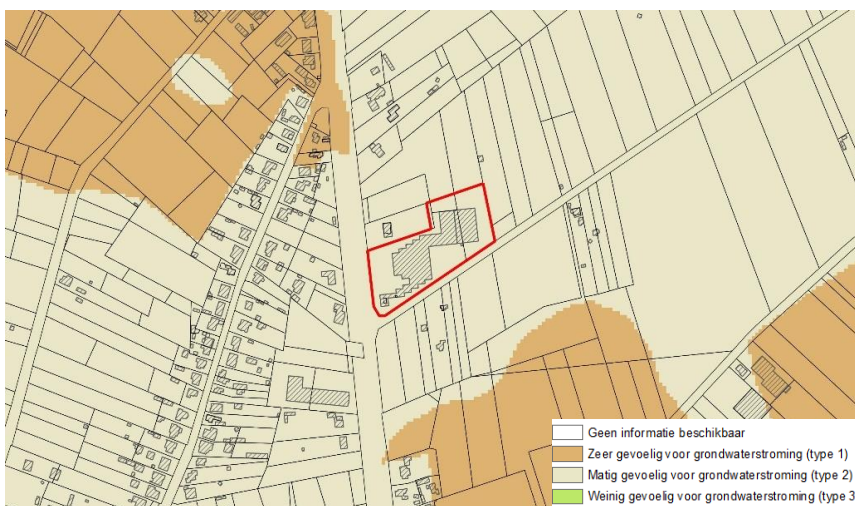 Geen informatie beschikbaar
Zeer gevoelig voor grondwaterstroming (type 1)
Matig gevoelig voor grondwaterstroming (type 2)
Weinig gevoelig voor grondwaterstroming (type 3